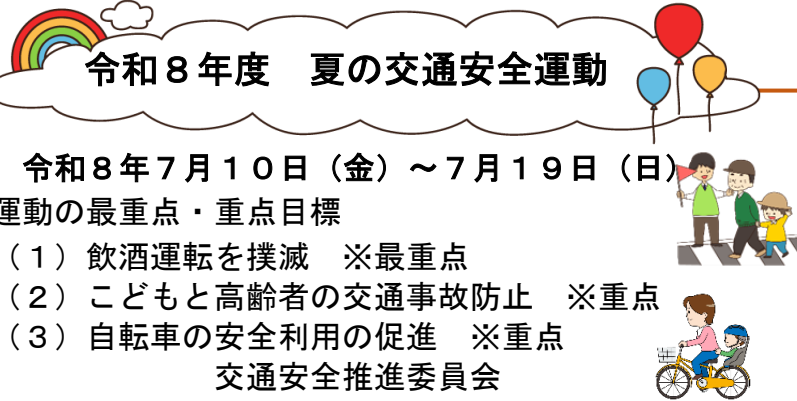 令和８年度　夏の交通安全運動
令和８年７月１０日（金）～７月１９日（日）
運動の最重点・重点目標
（１）飲酒運転を撲滅　※最重点
（２）こどもと高齢者の交通事故防止　※重点
（３）自転車の安全利用の促進　※重点
交通安全推進委員会